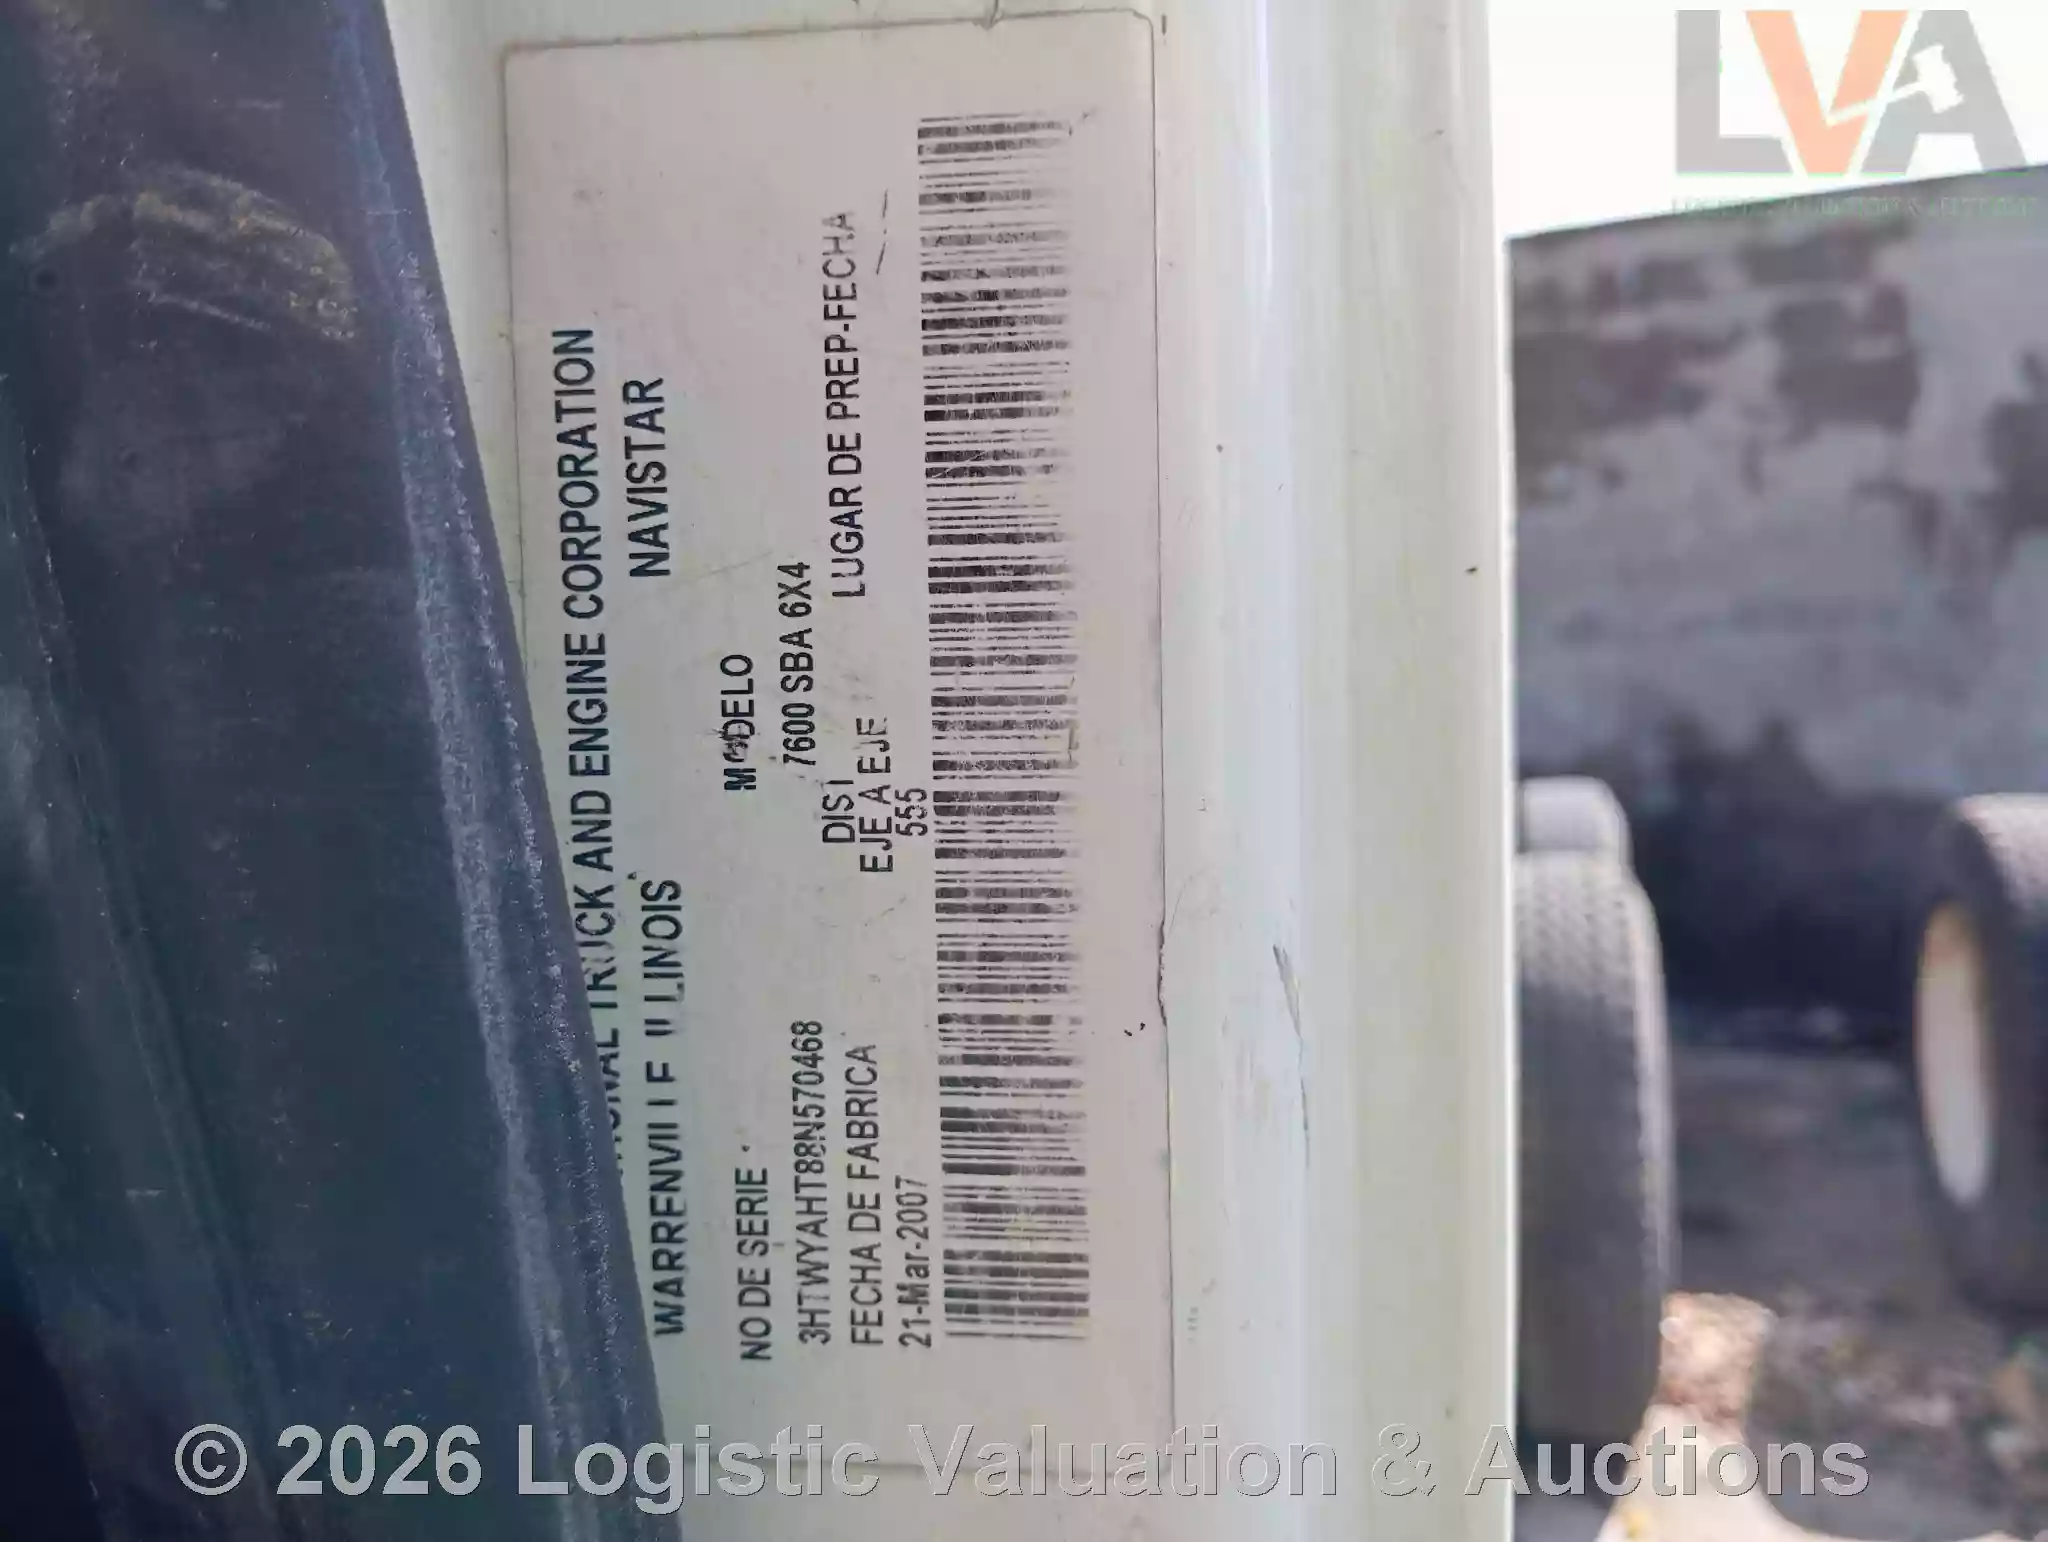 TRUCK AND ENGINE CORPORATION
WARRENVILLE ILLINOIS NAVISTAR
NO DE SERIE MODELO
3HTWYAHT88N570468 7600 SBA 6X4
FECHA DE FABRICA DIST EJE A EJE LUGAR DE PREP-FECHA
21-Mar-2007 555
LVA
© 2026 Logistic Valuation & Auctions